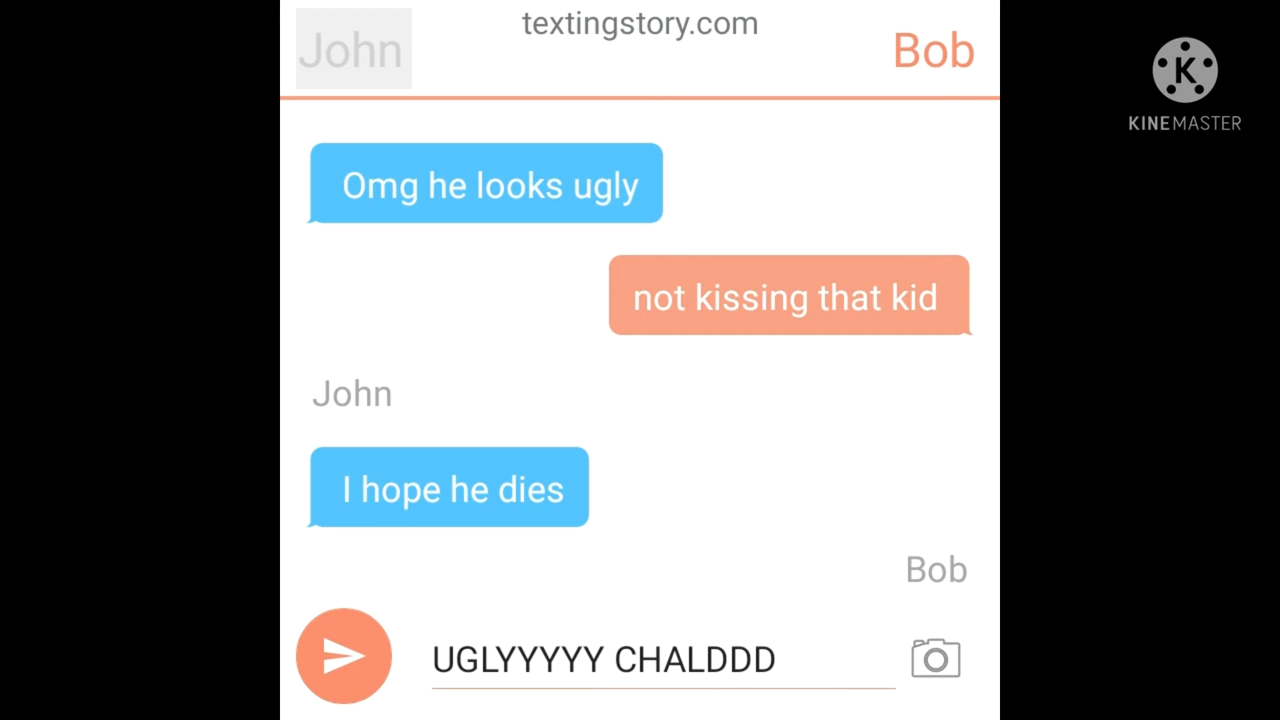 John
textingstory.com
Bob
KINEMASTER
Omg he looks ugly
not kissing that kid
John
I hope he dies
Bob
UGLYYYYY CHALDDD